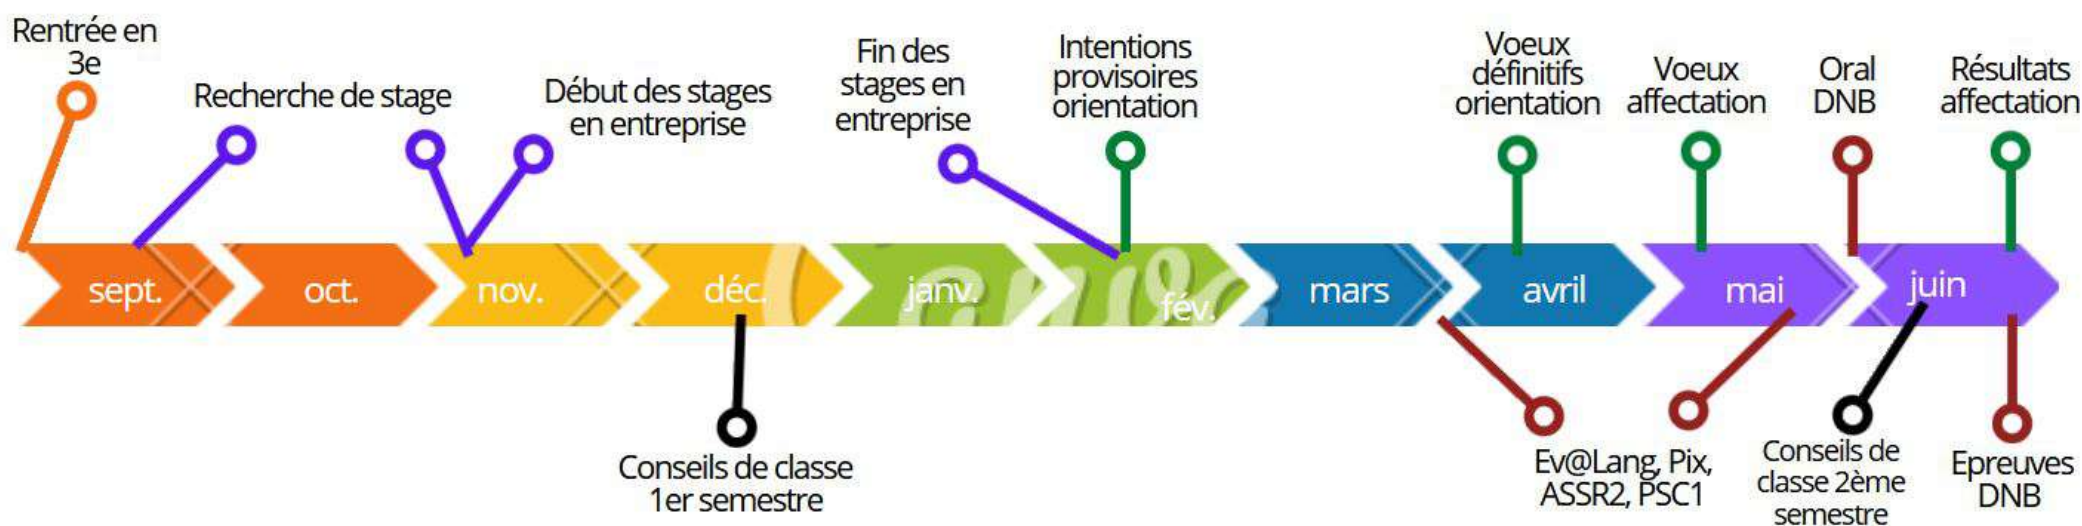 Rentrée en
3e
Recherche de stage
Début des stages
en entreprise
Fin des
stages en
entreprise
Intentions
provisoires
orientation
Voeux
définitifs
orientation
Voeux
affectation
Oral
DNB
Résultats
affectation
sept.
oct.
nov.
déc.
janv.
fév.
mars
avril
mai
juin
Canva
Conseils de classe
1er semestre
Ev@Lang, Pix,
ASSR2, PSC1
Conseils de
classe 2ème
semestre
Epreuves
DNB